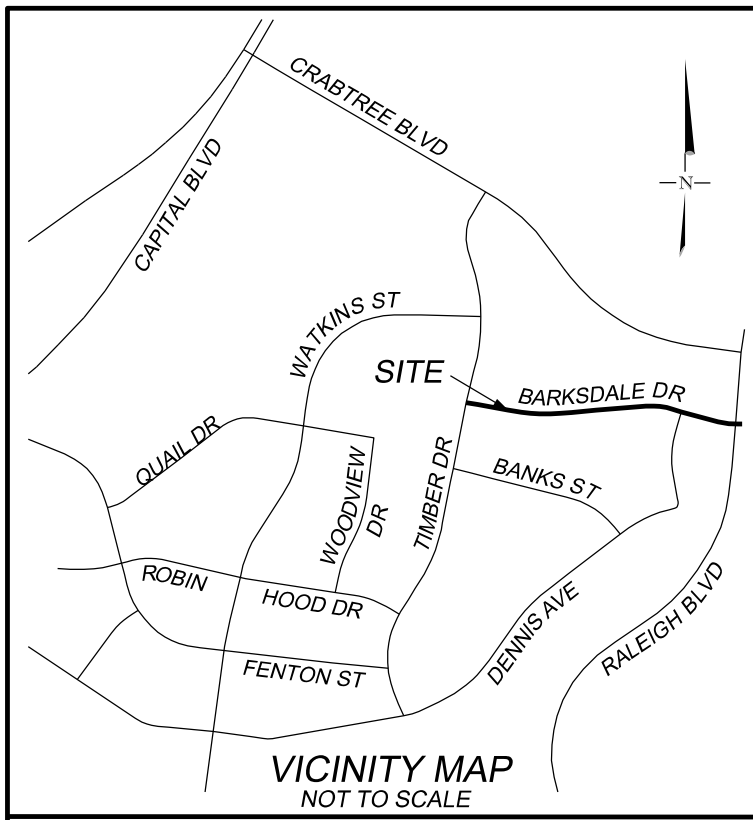 CRABTREE BLVD
CAPITAL BLVD
N
WATKINS ST
SITE
BARKSDALE DR
QUAIL DR
WOODVIEW
DR
TIMBER DR
BANKS ST
ROBIN
HOOD DR
DENNIS AVE
RALEIGH BLVD
FENTON ST
VICINITY MAP
NOT TO SCALE